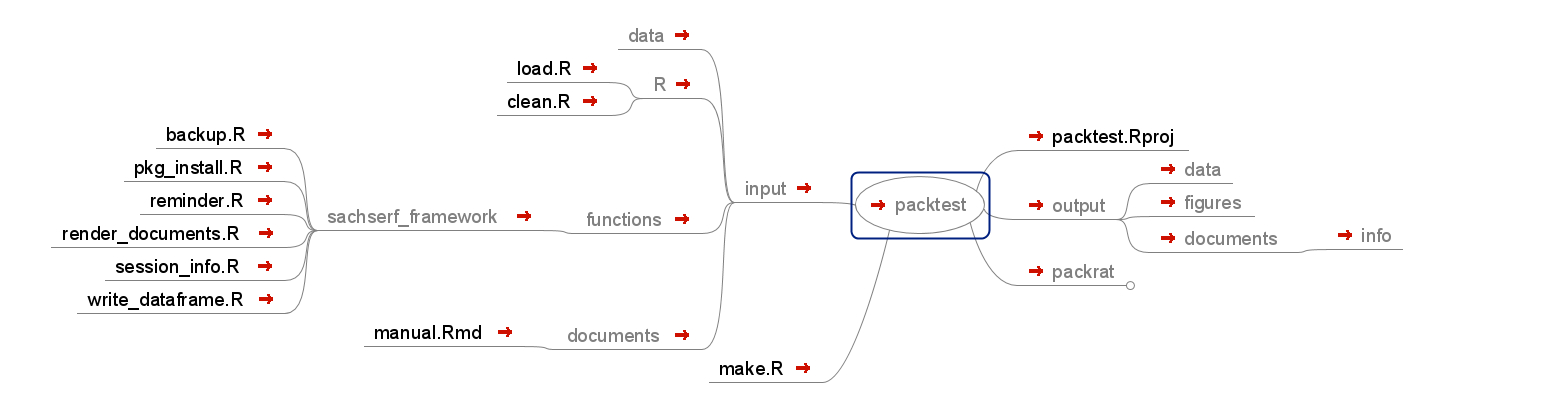 data
load.R
R
clean.R
backup.R
pkg_install.R
reminder.R
sachserf_framework
functions
render_documents.R
session_info.R
write_dataframe.R
manual.Rmd
documents
input
make.R
packtest
packtest.Rproj
output
data
figures
documents
info
packrat